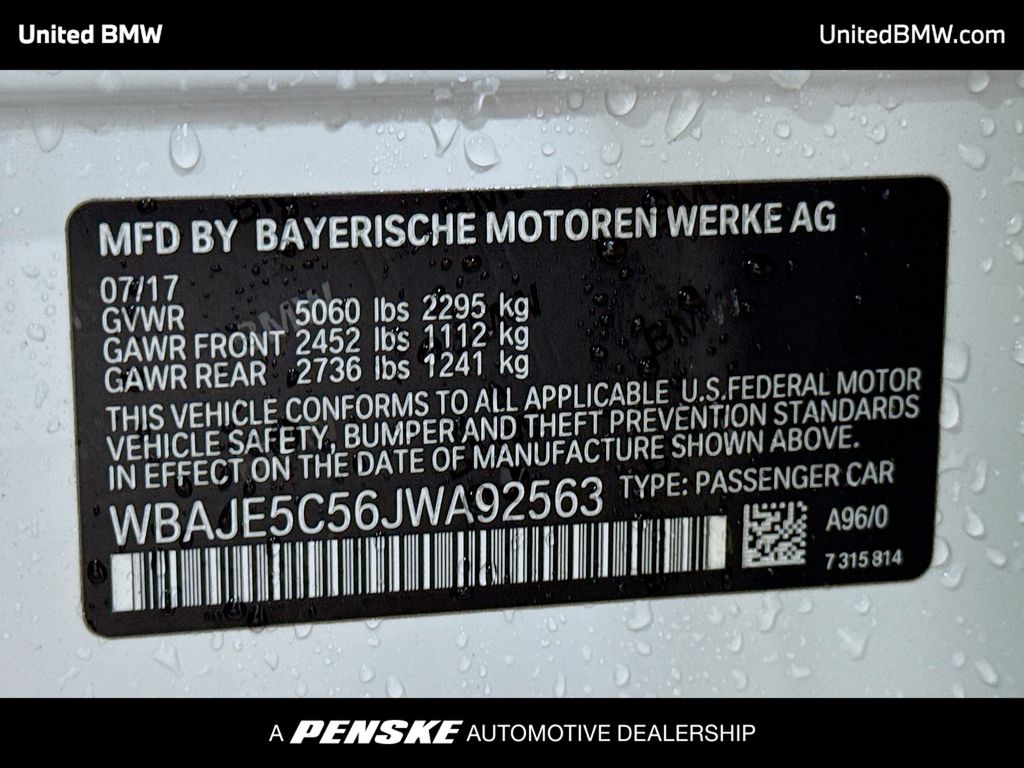 United BMW
UnitedBMW.com
MFD BY BAYERISCHE MOTOREN WERKE AG
07/17
GVWR 5060 lbs 2295 kg
GAWR FRONT 2452 lbs 1112 kg
GAWR REAR 2736 lbs 1241 kg
THIS VEHICLE CONFORMS TO ALL APPLICABLE U.S.FEDERAL MOTOR
VEHICLE SAFETY, BUMPER AND THEFT PREVENTION STANDARDS
IN EFFECT ON THE DATE OF MANUFACTURE SHOWN ABOVE.
WBAJE5C56JWA92563 TYPE: PASSENGER CAR
A96/0
7 315 814
A PENSKE AUTOMOTIVE DEALERSHIP